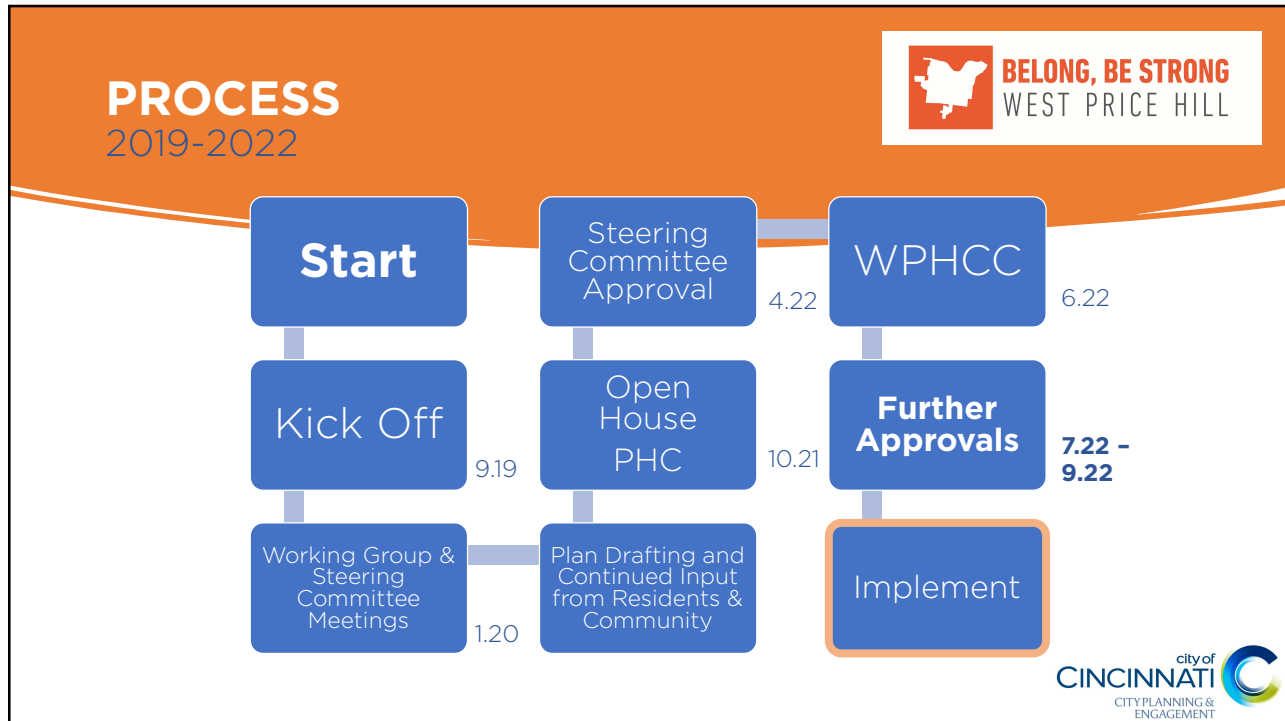 PROCESS
2019-2022
BELONG, BE STRONG
WEST PRICE HILL
Start
Kick Off
9.19
Working Group &
Steering
Committee
Meetings
1.20
Plan Drafting and
Continued Input
from Residents &
Community
Open
House
PHC
10.21
Steering
Committee
Approval
4.22
WPHCC
6.22
Further
Approvals
7.22 –
9.22
Implement
city of
CINCINNATI
CITY PLANNING &
ENGAGEMENT